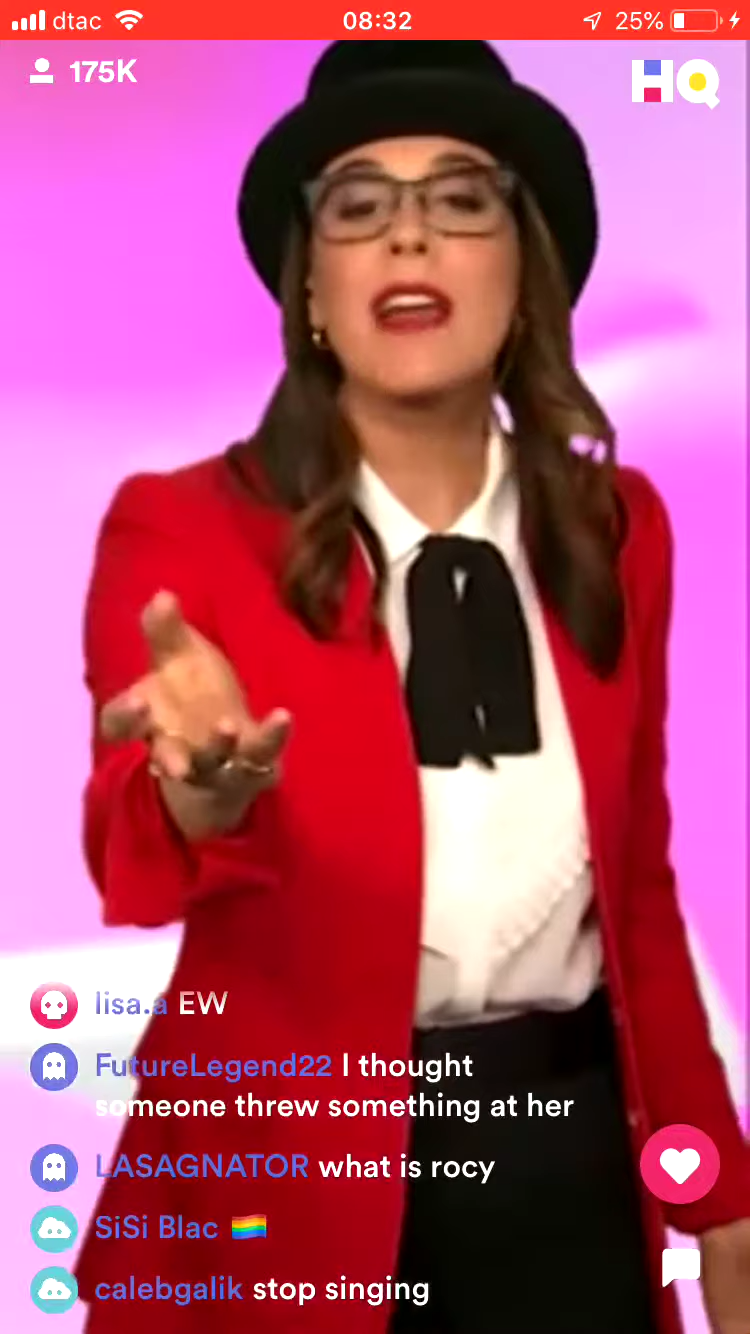 dtac 08:32 25%
175K HQ
lisa.a EW
FutureLegend22 I thought
someone threw something at her
LASAGNATOR what is rocy
SiSi Blac 🏳️‍🌈
calebgalik stop singing